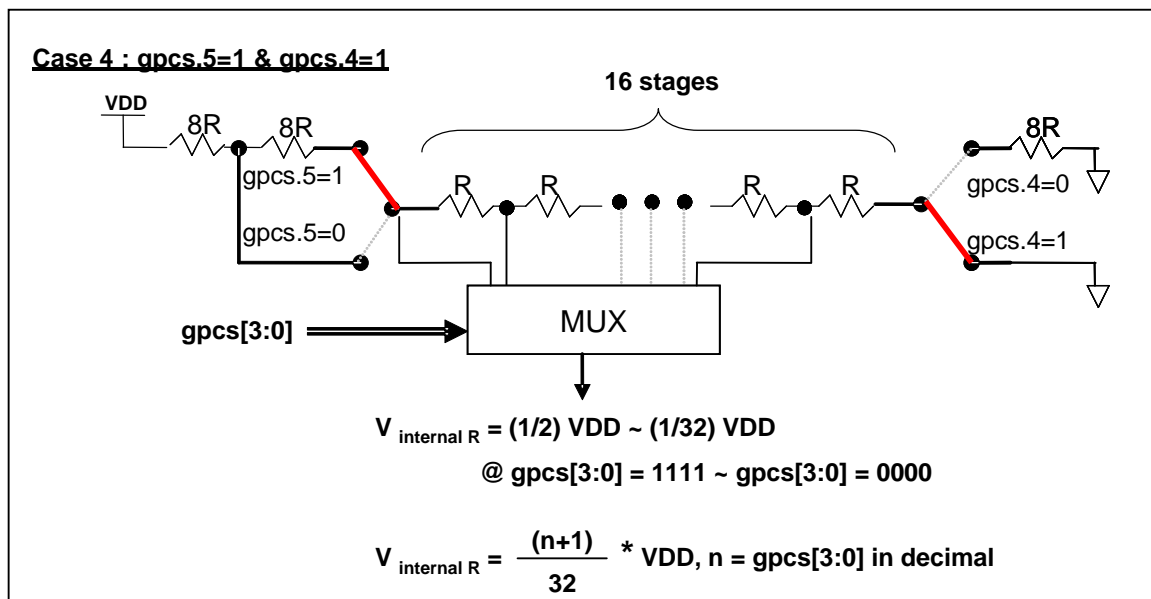 Case 4 : gpcs.5=1 & gpcs.4=1
16 stages
VDD
8R
8R
8R
gpcs.5=1
R
R
R
R
gpcs.4=0
gpcs.5=0
gpcs.4=1
gpcs[3:0]
MUX
V internal R = (1/2) VDD ~ (1/32) VDD
@ gpcs[3:0] = 1111 ~ gpcs[3:0] = 0000
V internal R = (n+1) / 32 * VDD, n = gpcs[3:0] in decimal